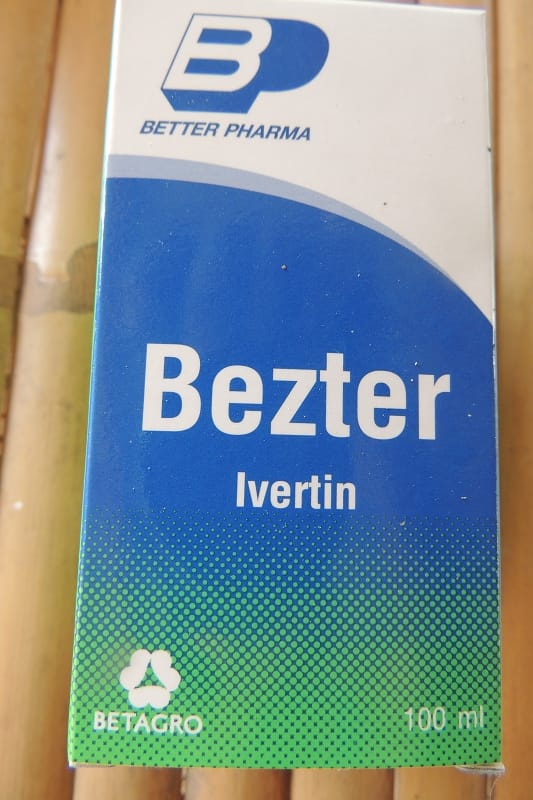 BP
BETTER PHARMA
Bezter
Ivertin
BETAGRO
100 ml